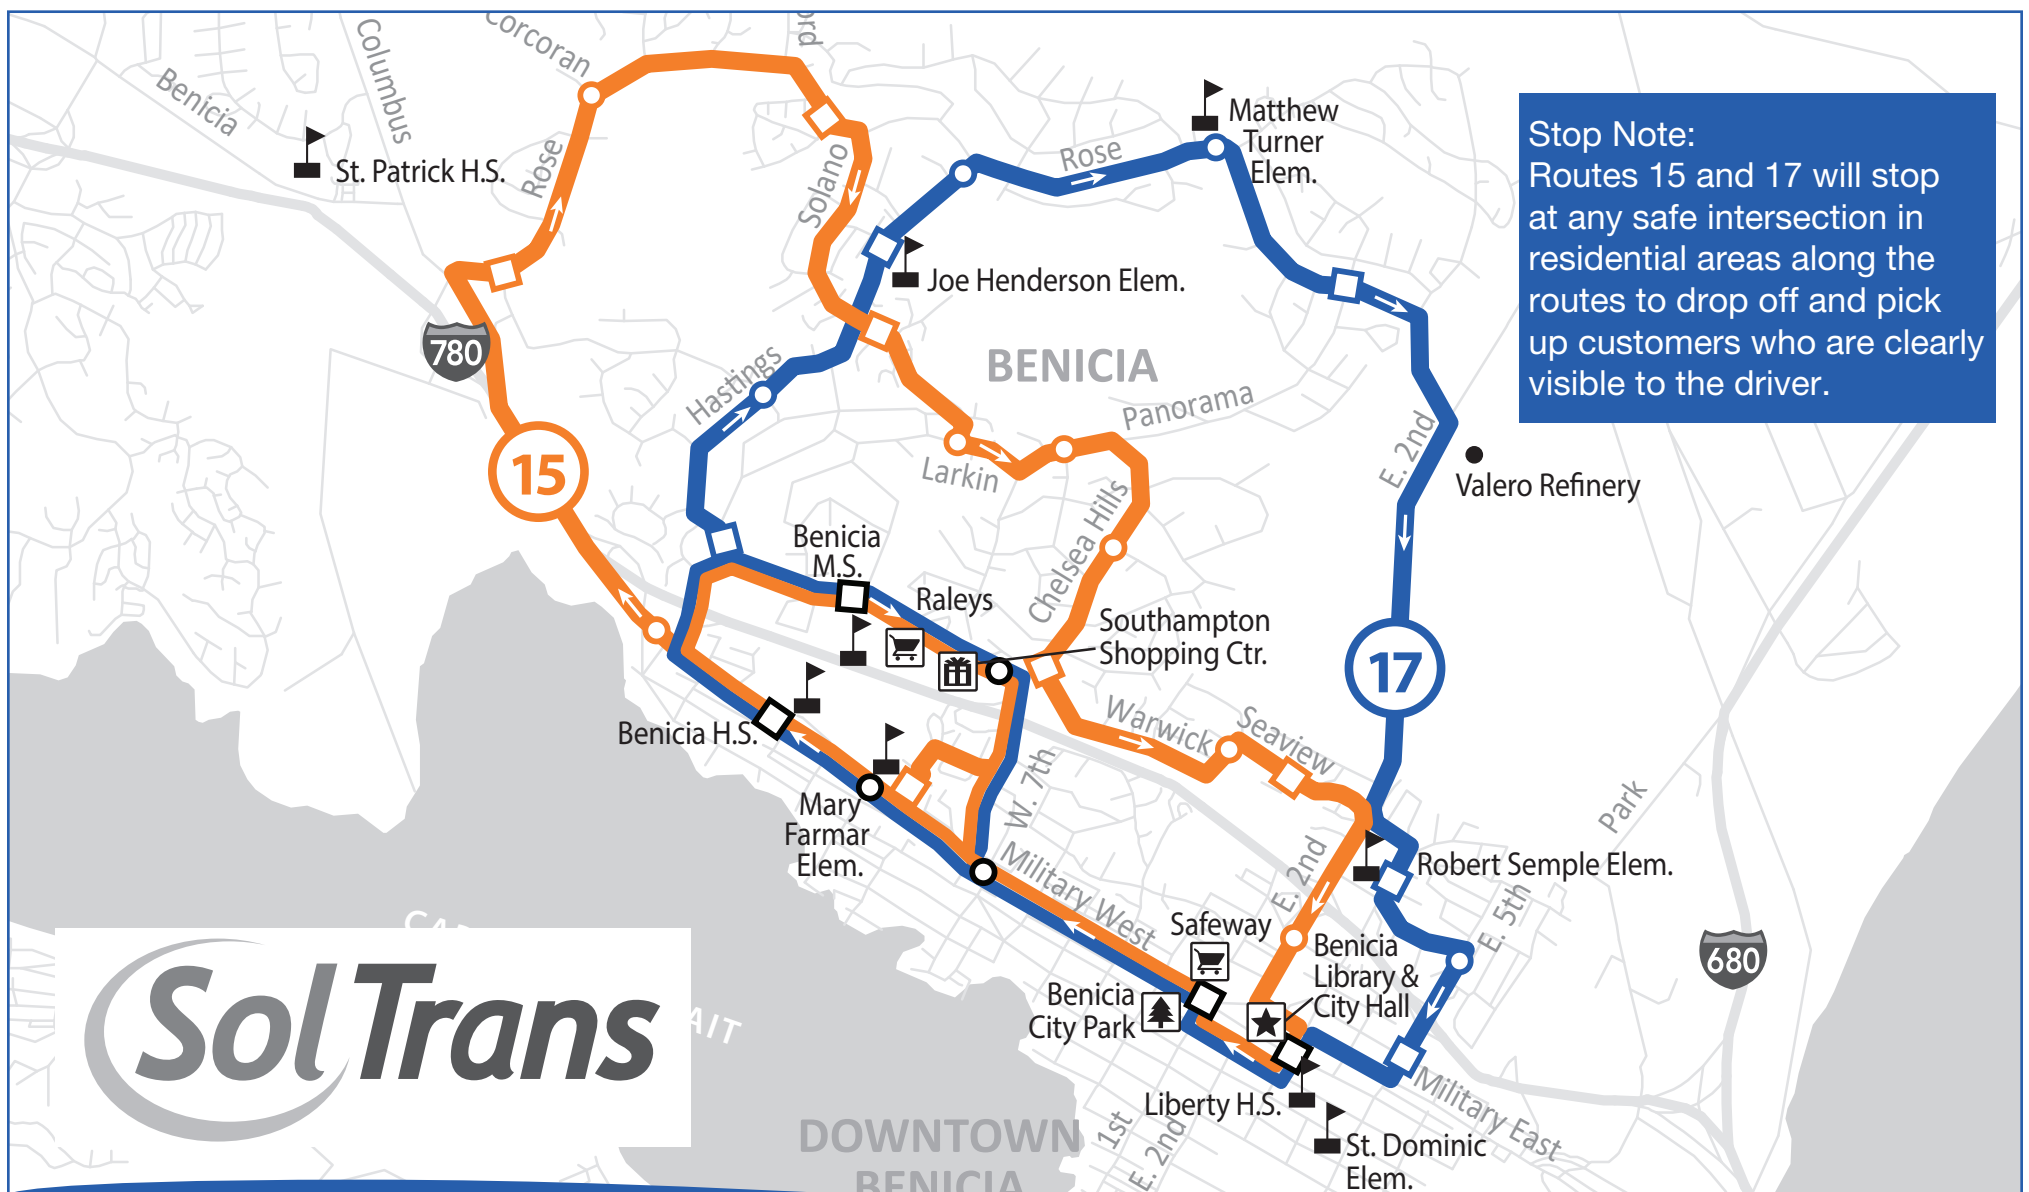 Corcoran
Columbus
Benicia
Rose
St. Patrick H.S.
Solano
Rose
Matthew
Turner
Elem.
Stop Note:
Routes 15 and 17 will stop
at any safe intersection in
residential areas along the
routes to drop off and pick
up customers who are clearly
visible to the driver.
Joe Henderson Elem.
780
Hastings
BENICIA
Panorama
E. 2nd
15
Larkin
Valero Refinery
Chelsea Hills
Benicia
M.S.
Raleys
Southampton
Shopping Ctr.
17
Benicia H.S.
Warwick
Seaview
W. 7th
Park
Mary
Farmar
Elem.
Military West
E. 2nd
Robert Semple Elem.
E. 5th
Safeway
Benicia
Library &
City Hall
680
Benicia
City Park
SolTrans
AIT
Liberty H.S.
Military East
DOWNTOWN
BENICIA
1st
E. 2nd
St. Dominic
Elem.